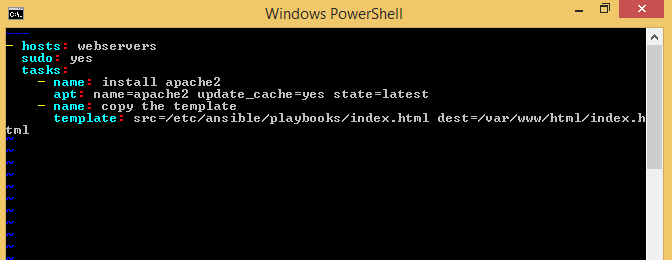 Windows PowerShell
---
- hosts: webservers
  sudo: yes
  tasks:
    - name: install apache2
      apt: name=apache2 update_cache=yes state=latest
    - name: copy the template
      template: src=/etc/ansible/playbooks/index.html dest=/var/www/html/index.h
tml
~
~
~
~
~
~
~
~
~
~